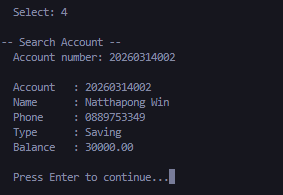 Select: 4
-- Search Account --
Account number: 20260314002
Account : 20260314002
Name : Natthapong Win
Phone : 0889753349
Type : Saving
Balance : 30000.00
Press Enter to continue...